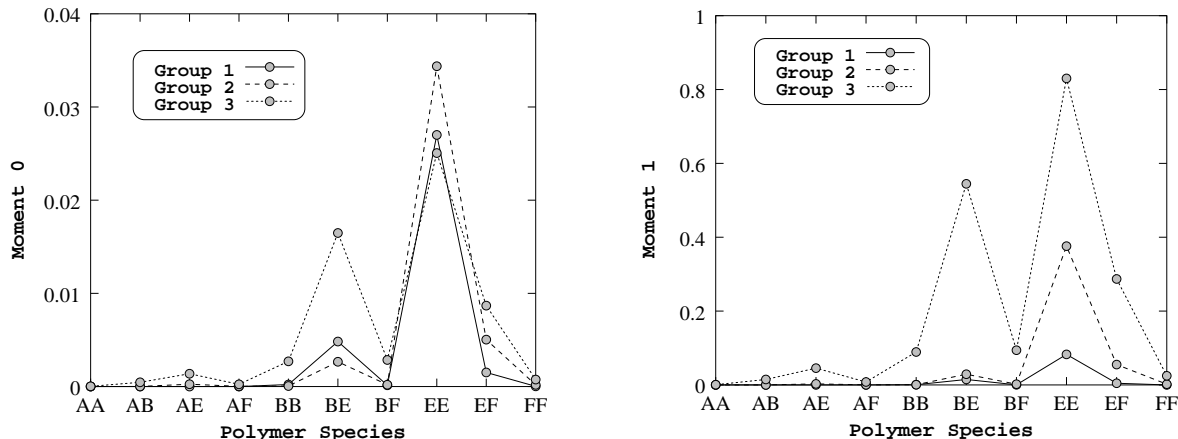 0.04
0.03
0.02
0.01
0
Moment 0
Group 1
Group 2
Group 3
AA AB AE AF BB BE BF EE EF FF
Polymer Species
1
0.8
0.6
0.4
0.2
0
Moment 1
Group 1
Group 2
Group 3
AA AB AE AF BB BE BF EE EF FF
Polymer Species